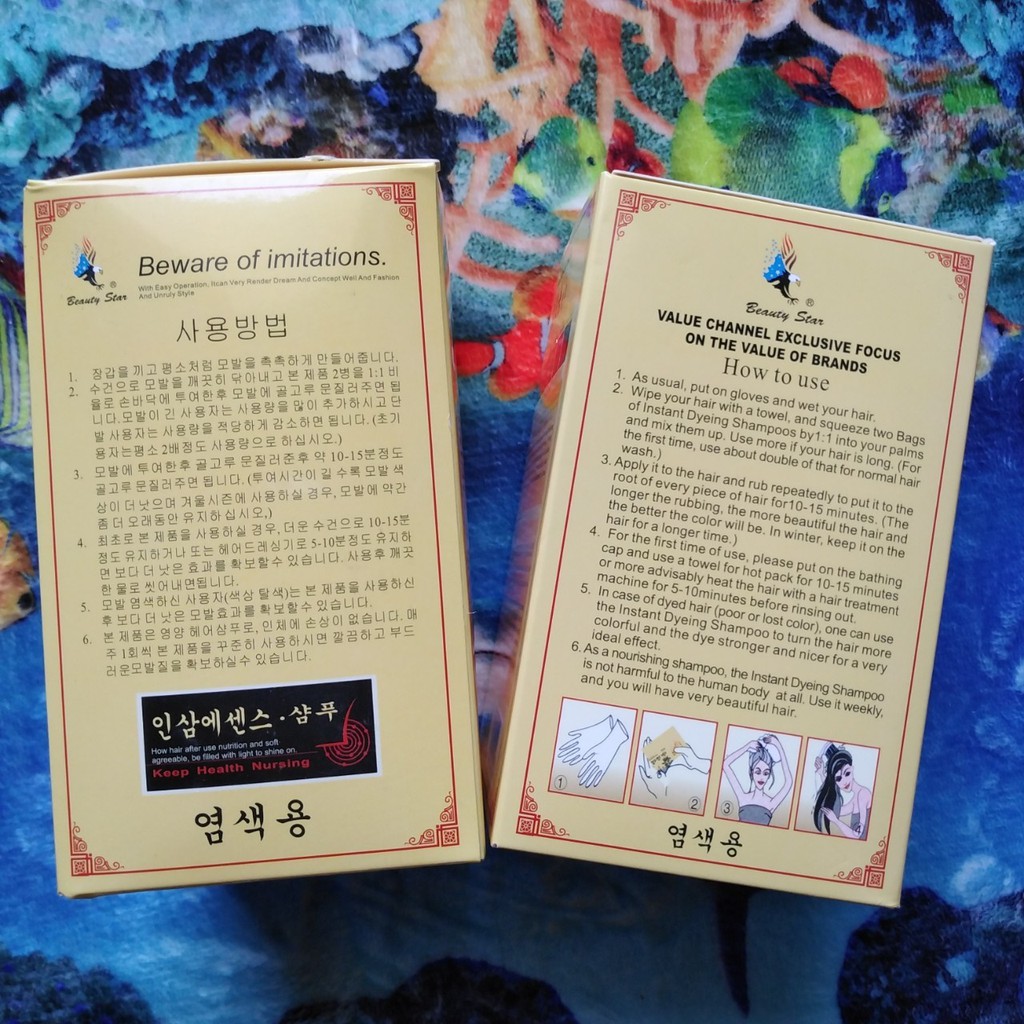 Beauty Star ®
Beware of imitations.
With Easy Operation, Itcan Very Render Dream And Concept Well And Fashion
And Unruly Style
사용방법
1. 장갑을 끼고 평소처럼 모발을 촉촉하게 만들어줍니다.
2. 수건으로 모발을 깨끗히 닦아내고 본 제품 2병을 1:1 비
율로 손바닥에 투여한후 모발에 골고루 문질러주면 됩
니다.모발이 긴 사용자는 사용량을 많이 추가하시고 단
발 사용자는 사용량을 적당하게 감소하면 됩니다. (초기
용자는평소 2배정도 사용량으로 하십시오.)
3. 모발에 투여한후 골고루 문질러준후 약 10-15분정도
골고루 문질러주면 됩니다. (투여시간이 길 수록 모발 색
상이 더 낫으며 겨울시즌에 사용하실 경우, 모발에 약간
좀 더 오래동안 유지하십시오,)
4. 최초로 본 제품을 사용하실 경우, 더운 수건으로 10-15분
정도 유지하거나 또는 헤어드레싱기로 5-10분정도 유지하
면 보다 더 낫은 효과를 확보할수 있습니다. 사용후 깨끗
한 물로 씻어내면됩니다.
5. 모발 염색하신 사용자(색상 탈색)는 본 제품을 사용하신
후 보다 더 낫은 모발효과를 확보할수 있습니다.
6. 본 제품은 영양 헤어샴푸로, 인체에 손상이 없습니다. 매
주 1회씩 본 제품을 꾸준히 사용하시면 깔끔하고 부드
러운모발질을 확보하실수 있습니다.
인삼에센스·샴푸
How hair after use nutrition and soft
agreeable, be filled with light to shine on.
Keep Health Nursing
염색용
Beauty Star ®
VALUE CHANNEL EXCLUSIVE FOCUS
ON THE VALUE OF BRANDS
How to use
1. As usual, put on gloves and wet your hair.
2. Wipe your hair with a towel, and squeeze two Bags
of Instant Dyeing Shampoos by1:1 into your palms
and mix them up. Use more if your hair is long. (For
the first time, use about double of that for normal hair
wash.)
3. Apply it to the hair and rub repeatedly to put it to the
root of every piece of hair for10-15 minutes. (The
longer the rubbing, the more beautiful the hair and
the better the color will be. In winter, keep it on the
hair for a longer time.)
4. For the first time of use, please put on the bathing
cap and use a towel for hot pack for 10-15 minutes
or more advisably heat the hair with a hair treatment
machine for 5-10minutes before rinsing out.
5. In case of dyed hair (poor or lost color), one can use
the Instant Dyeing Shampoo to turn the hair more
colorful and the dye stronger and nicer for a very
ideal effect.
6. As a nourishing shampoo, the Instant Dyeing Shampoo
is not harmful to the human body at all. Use it weekly,
and you will have very beautiful hair.
1 2 3 4
염색용